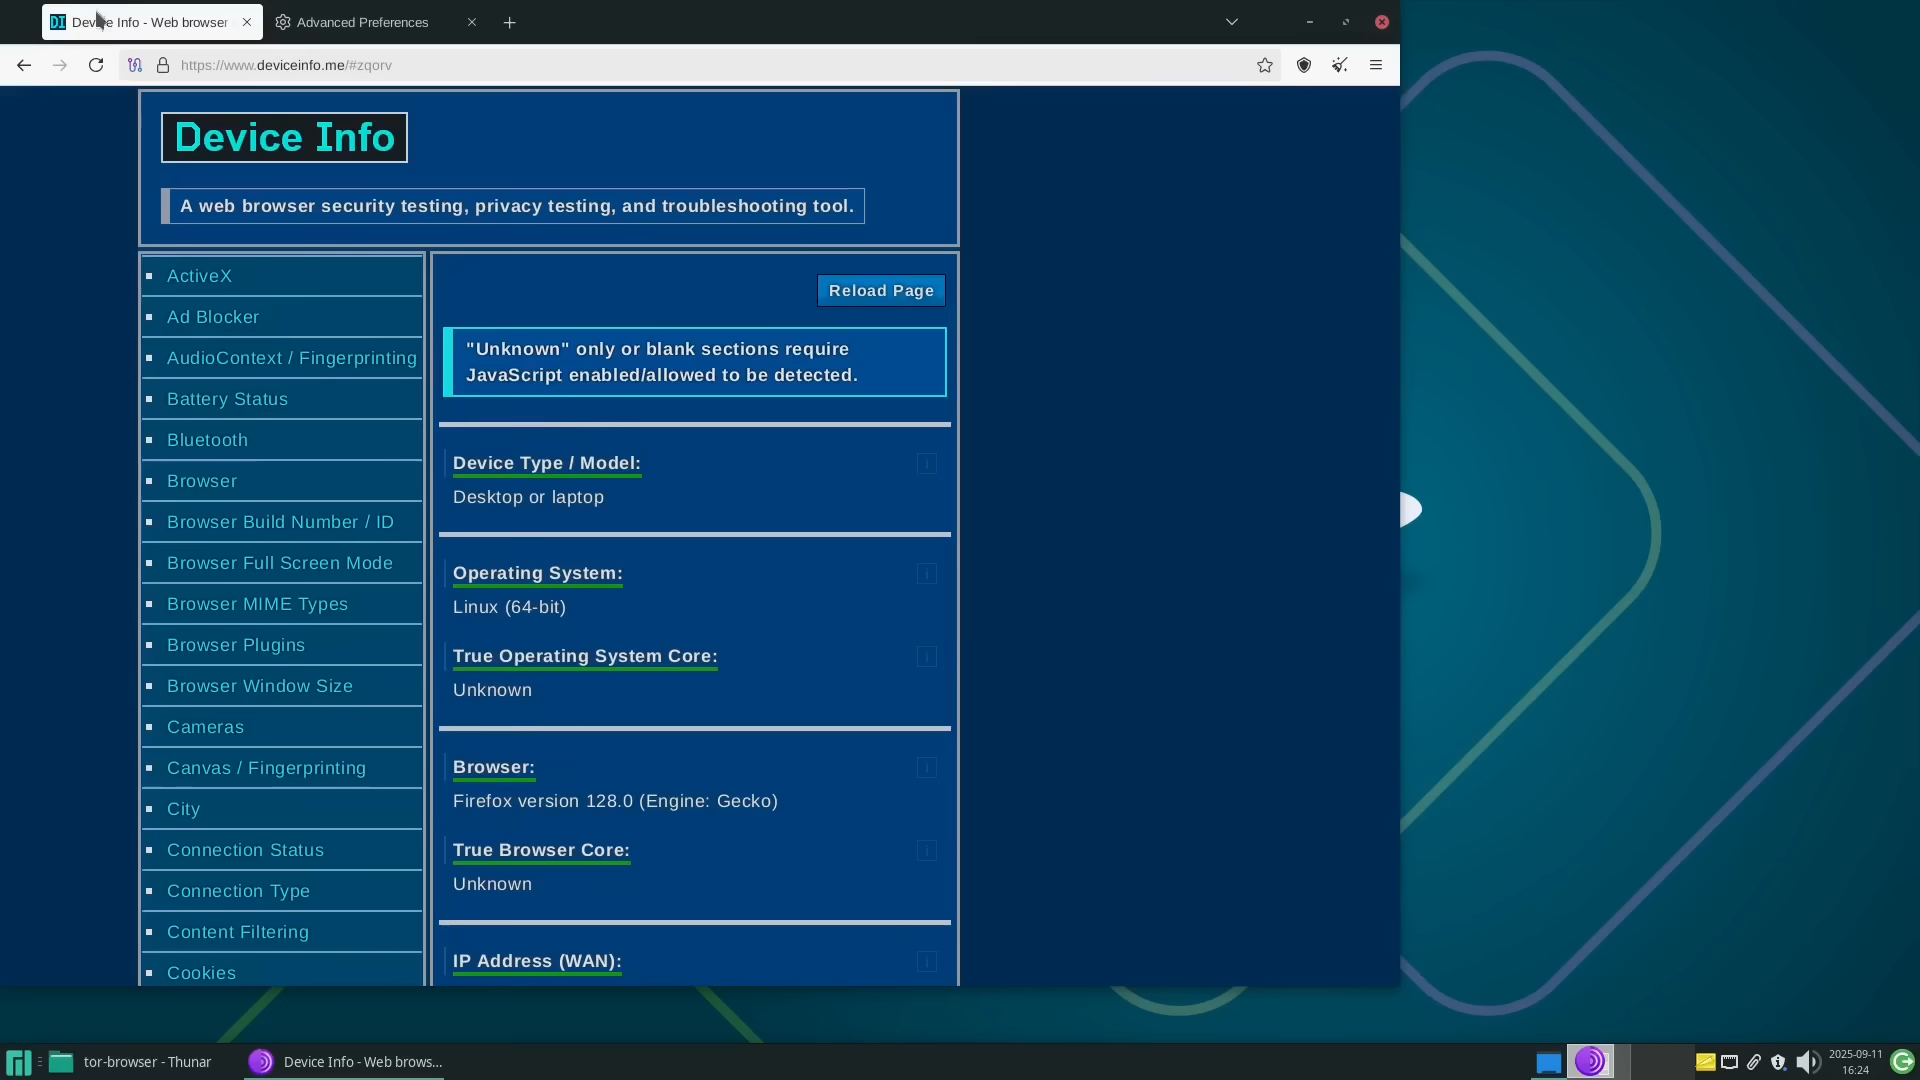 Device Info - Web browser
Advanced Preferences
https://www.deviceinfo.me/#zqorv
Device Info
A web browser security testing, privacy testing, and troubleshooting tool.
ActiveX
Ad Blocker
AudioContext / Fingerprinting
Battery Status
Bluetooth
Browser
Browser Build Number / ID
Browser Full Screen Mode
Browser MIME Types
Browser Plugins
Browser Window Size
Cameras
Canvas / Fingerprinting
City
Connection Status
Connection Type
Content Filtering
Cookies
Reload Page
"Unknown" only or blank sections require
JavaScript enabled/allowed to be detected.
Device Type / Model:
Desktop or laptop
Operating System:
Linux (64-bit)
True Operating System Core:
Unknown
Browser:
Firefox version 128.0 (Engine: Gecko)
True Browser Core:
Unknown
IP Address (WAN):
tor-browser - Thunar
Device Info - Web brows...
2025-09-11
16:24